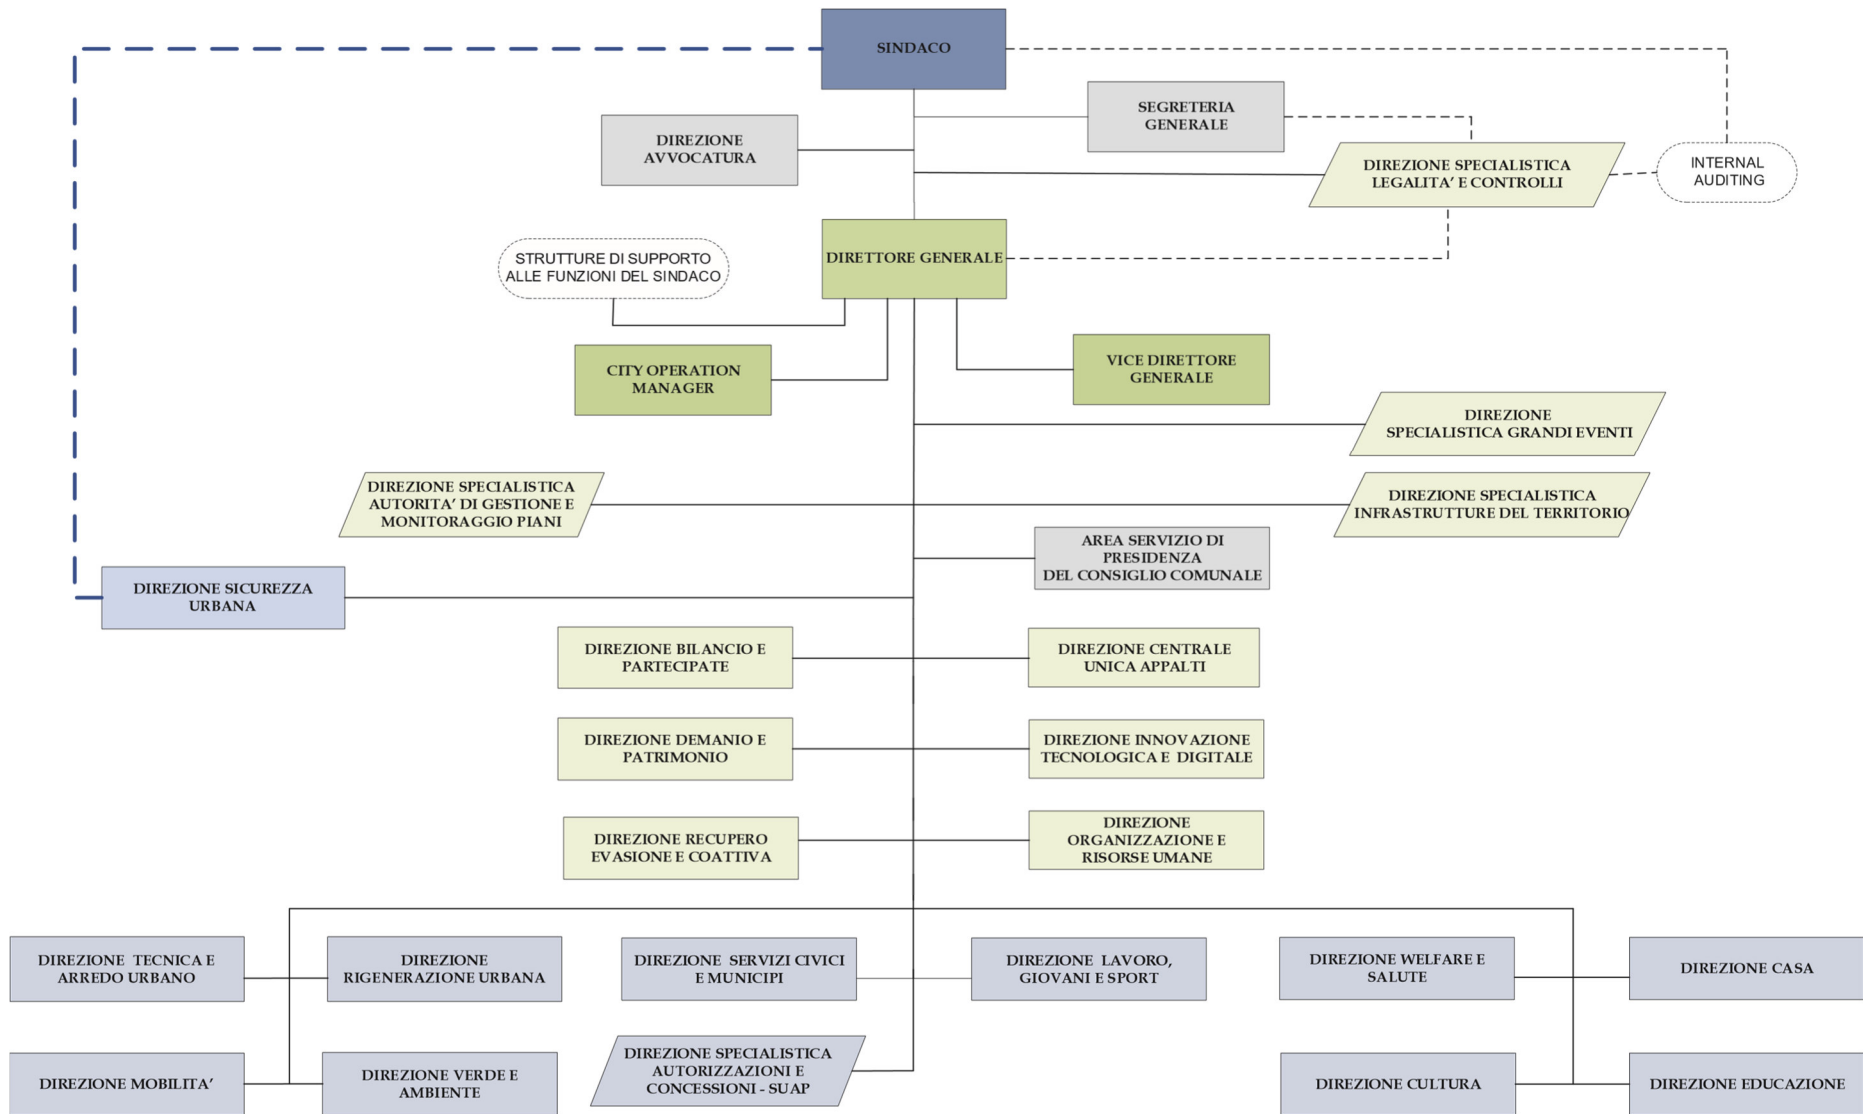 SINDACO
SEGRETERIA
GENERALE
DIREZIONE
AVVOCATURA
DIREZIONE SPECIALISTICA
LEGALITA' E CONTROLLI
INTERNAL
AUDITING
STRUTTURE DI SUPPORTO
ALLE FUNZIONI DEL SINDACO
DIRETTORE GENERALE
CITY OPERATION
MANAGER
VICE DIRETTORE
GENERALE
DIREZIONE
SPECIALISTICA GRANDI EVENTI
DIREZIONE SPECIALISTICA
AUTORITA' DI GESTIONE E
MONITORAGGIO PIANI
DIREZIONE SPECIALISTICA
INFRASTRUTTURE DEL TERRITORIO
AREA SERVIZIO DI
PRESIDENZA
DEL CONSIGLIO COMUNALE
DIREZIONE SICUREZZA
URBANA
DIREZIONE BILANCIO E
PARTECIPATE
DIREZIONE CENTRALE
UNICA APPALTI
DIREZIONE DEMANIO E
PATRIMONIO
DIREZIONE INNOVAZIONE
TECNOLOGICA E DIGITALE
DIREZIONE RECUPERO
EVASIONE E COATTIVA
DIREZIONE
ORGANIZZAZIONE E
RISORSE UMANE
DIREZIONE TECNICA E
ARREDO URBANO
DIREZIONE
RIGENERAZIONE URBANA
DIREZIONE SERVIZI CIVICI
E MUNICIPI
DIREZIONE LAVORO,
GIOVANI E SPORT
DIREZIONE WELFARE E
SALUTE
DIREZIONE CASA
DIREZIONE MOBILITA'
DIREZIONE VERDE E
AMBIENTE
DIREZIONE SPECIALISTICA
AUTORIZZAZIONI E
CONCESSIONI - SUAP
DIREZIONE CULTURA
DIREZIONE EDUCAZIONE